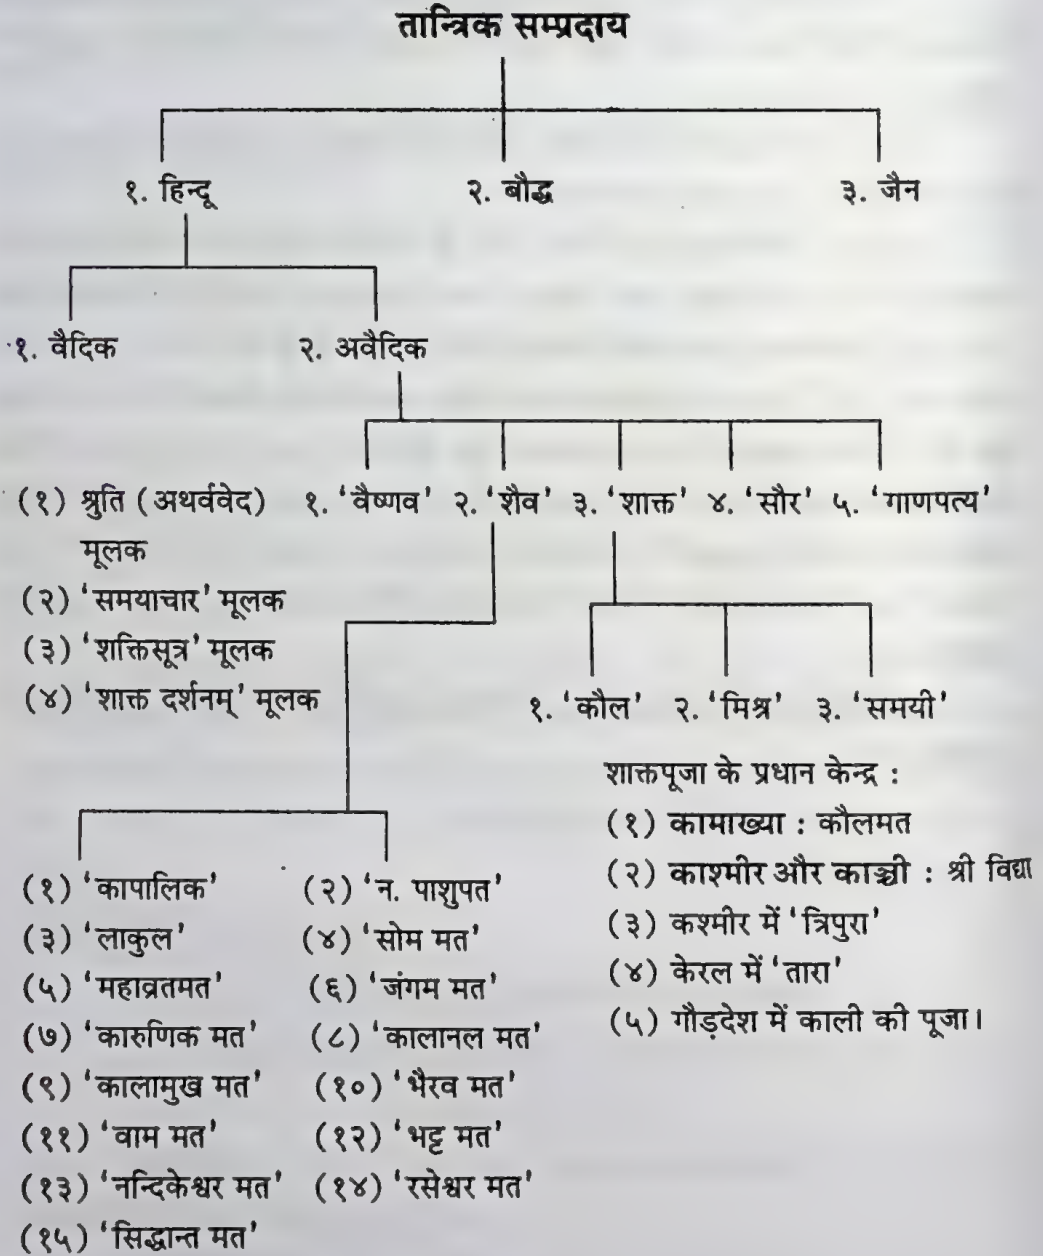 तान्त्रिक सम्प्रदाय
१. हिन्दू २. बौद्ध ३. जैन
१. वैदिक २. अवैदिक
(१) श्रुति (अथर्ववेद) १. 'वैष्णव' २. 'शैव' ३. 'शाक्त' ४. 'सौर' ५. 'गाणपत्य'
मूलक
(२) 'समयाचार' मूलक
(३) 'शक्तिसूत्र' मूलक
(४) 'शाक्त दर्शनम्' मूलक
१. 'कौल' २. 'मिश्र' ३. 'समयी'
शाक्तपूजा के प्रधान केन्द्र :
(१) कामाख्या : कौलमत
(२) काश्मीर और काञ्ची : श्री विद्या
(३) कश्मीर में 'त्रिपुरा'
(४) केरल में 'तारा'
(५) गौड़देश में काली की पूजा।
(१) 'कापालिक' (२) 'न. पाशुपत'
(३) 'लाकुल' (४) 'सोम मत'
(५) 'महाव्रतमत' (६) 'जंगम मत'
(७) 'कारुणिक मत' (८) 'कालानल मत'
(९) 'कालामुख मत' (१०) 'भैरव मत'
(११) 'वाम मत' (१२) 'भट्ट मत'
(१३) 'नन्दिकेश्वर मत' (१४) 'रसेश्वर मत'
(१५) 'सिद्धान्त मत'